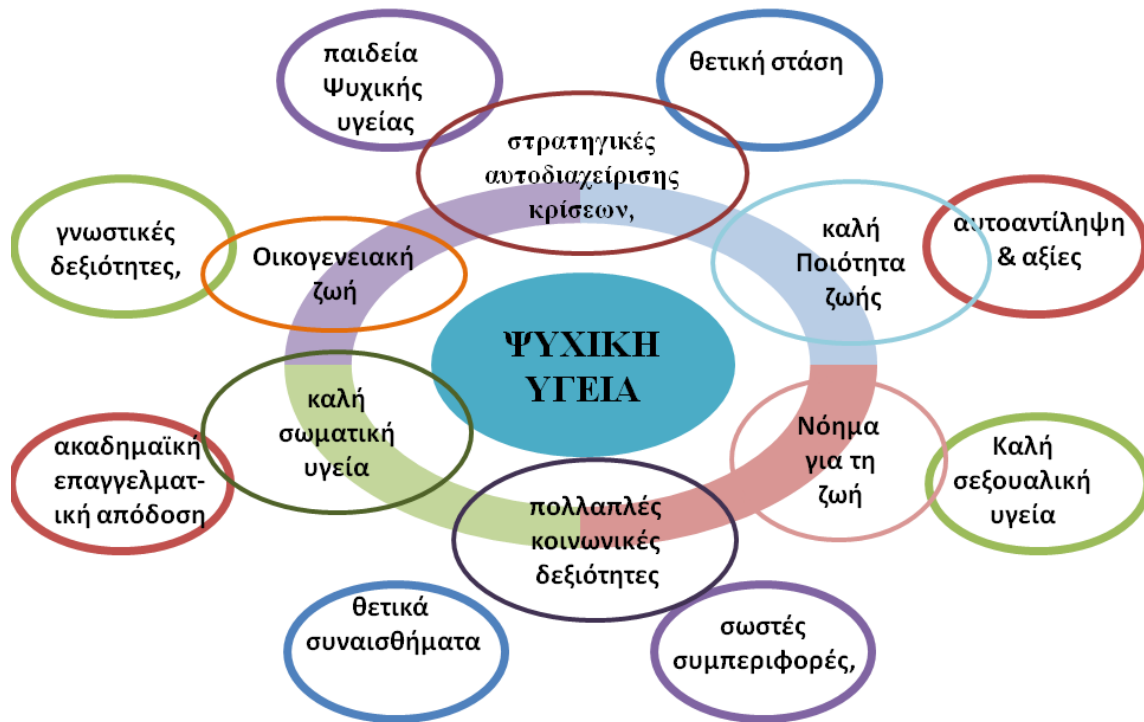 παιδεία
Ψυχικής
υγείας
θετική στάση
στρατηγικές
αυτοδιαχείρισης
κρίσεων,
γνωστικές
δεξιότητες,
Οικογενειακή
ζωή
καλή
Ποιότητα
ζωής
αυτοαντίληψη
& αξίες
ΨΥΧΙΚΗ
ΥΓΕΙΑ
ακαδημαϊκή
επαγγελματ-
ική απόδοση
καλή
σωματική
υγεία
Νόημα
για τη
ζωή
Καλή
σεξουαλική
υγεία
πολλαπλές
κοινωνικές
δεξιότητες
θετικά
συναισθήματα
σωστές
συμπεριφορές,